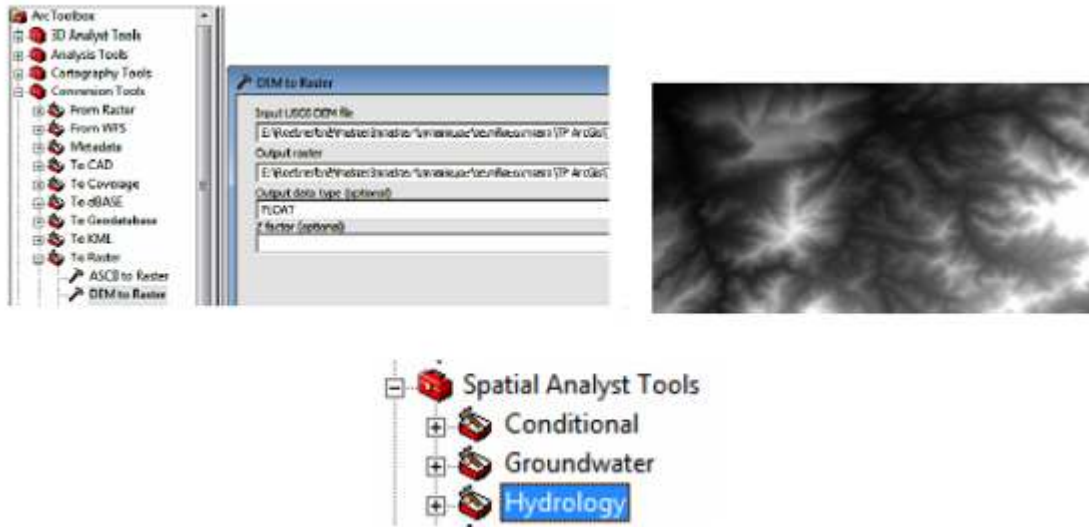 ArcToolbox
3D Analyst Tools
Analysis Tools
Cartography Tools
Conversion Tools
From Raster
From WFS
Metadata
To CAD
To Coverage
To dBASE
To Geodatabase
To KML
To Raster
ASCII to Raster
DEM to Raster
DEM to Raster
Input USGS DEM file
Output raster
Output data type (optional)
FLOAT
Z factor (optional)
Spatial Analyst Tools
Conditional
Groundwater
Hydrology